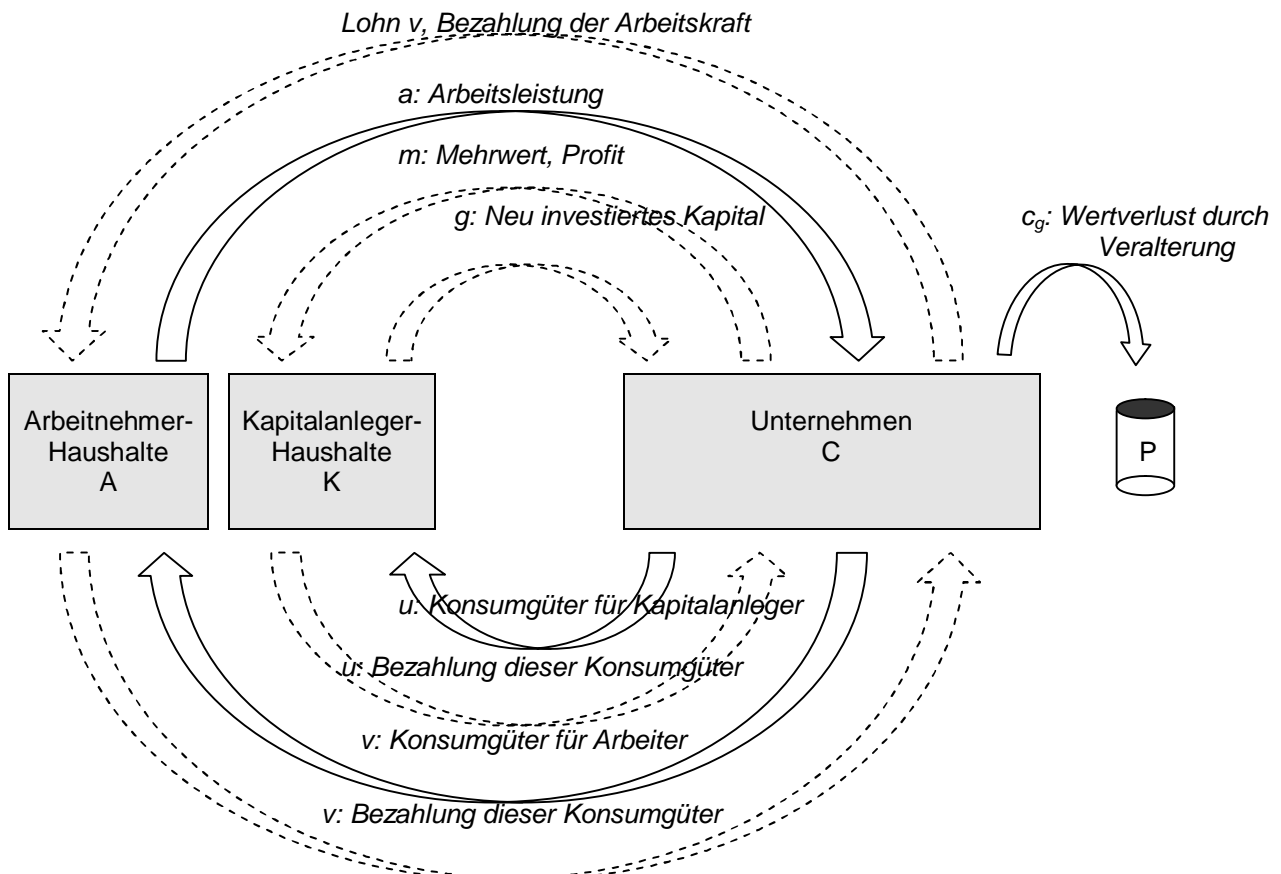 Lohn v, Bezahlung der Arbeitskraft
a: Arbeitsleistung
m: Mehrwert, Profit
g: Neu investiertes Kapital
cg: Wertverlust durch
Veralterung
Arbeitnehmer-
Haushalte
A
Kapitalanleger-
Haushalte
K
Unternehmen
C
P
u: Konsumgüter für Kapitalanleger
u: Bezahlung dieser Konsumgüter
v: Konsumgüter für Arbeiter
v: Bezahlung dieser Konsumgüter